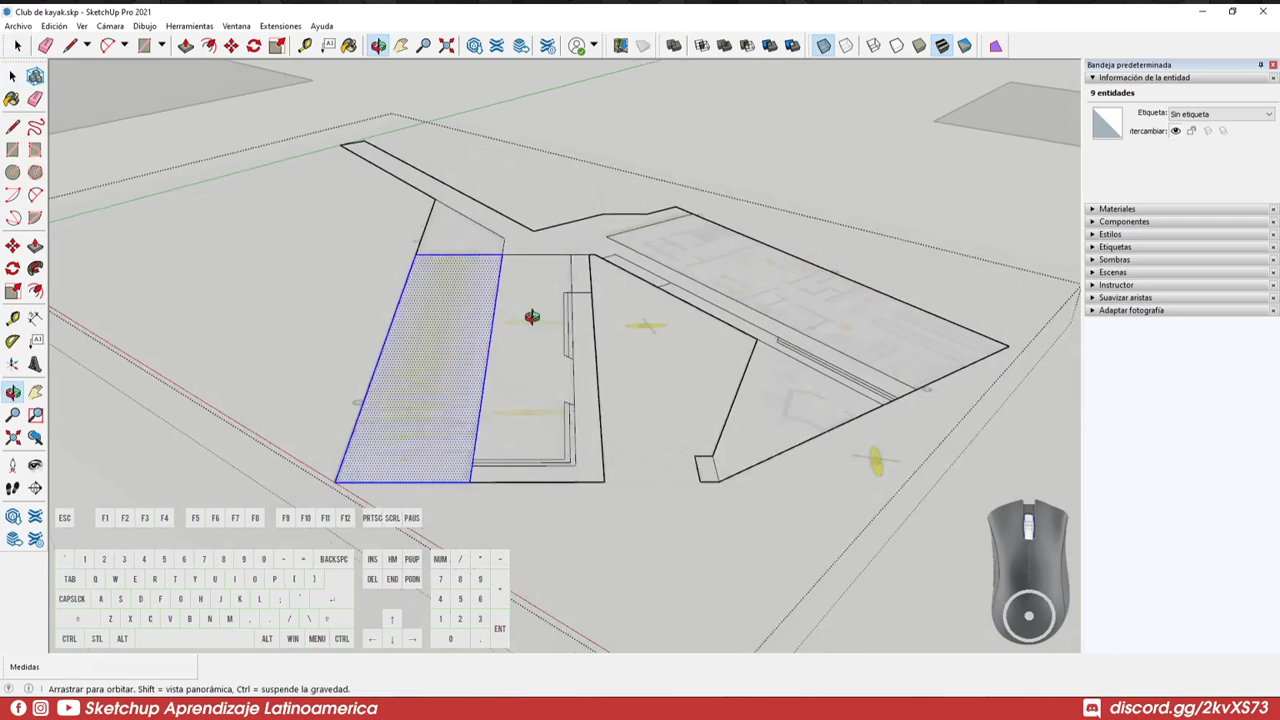 Club de kayak.skp - SketchUp Pro 2021
Archivo Edición Ver Cámara Dibujo Herramientas Ventana Extensiones Ayuda
Bandeja predeterminada
Información de la entidad
9 entidades
Etiqueta: Sin etiqueta
ntercambiar:
Materiales
Componentes
Estilos
Etiquetas
Sombras
Escenas
Instructor
Suavizar aristas
Adaptar fotografía
ESC F1 F2 F3 F4 F5 F6 F7 F8 F9 F10 F11 F12 PRTSC SCRL PAUS
` 1 2 3 4 5 6 7 8 9 0 - = BACKSPC INS HM PGUP NUM / * -
TAB Q W E R T Y U I O P [ ] DEL END PGDN 7 8 9 +
CAPSLCK A S D F G H J K L ; ' 4 5 6
Z X C V B N M , . / \ 1 2 3 ENT
CTRL STL ALT ALT WIN MENU CTRL 0 .
Medidas
Arrastrar para orbitar. Shift = vista panorámica, Ctrl = suspende la gravedad.
Sketchup Aprendizaje Latinoamerica
discord.gg/2kvXS73